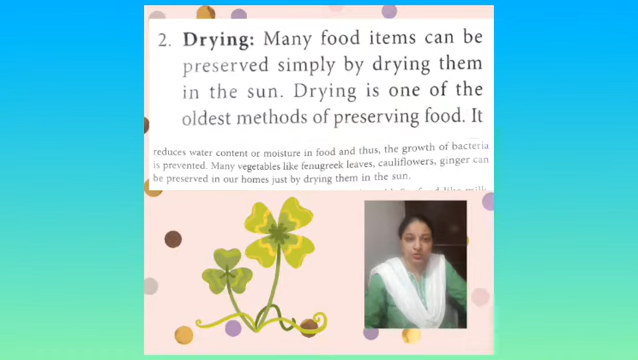 2. Drying: Many food items can be
preserved simply by drying them
in the sun. Drying is one of the
oldest methods of preserving food. It
reduces water content or moisture in food and thus, the growth of bacteria
is prevented. Many vegetables like fenugreek leaves, cauliflowers, ginger can
be preserved in our homes just by drying them in the sun.